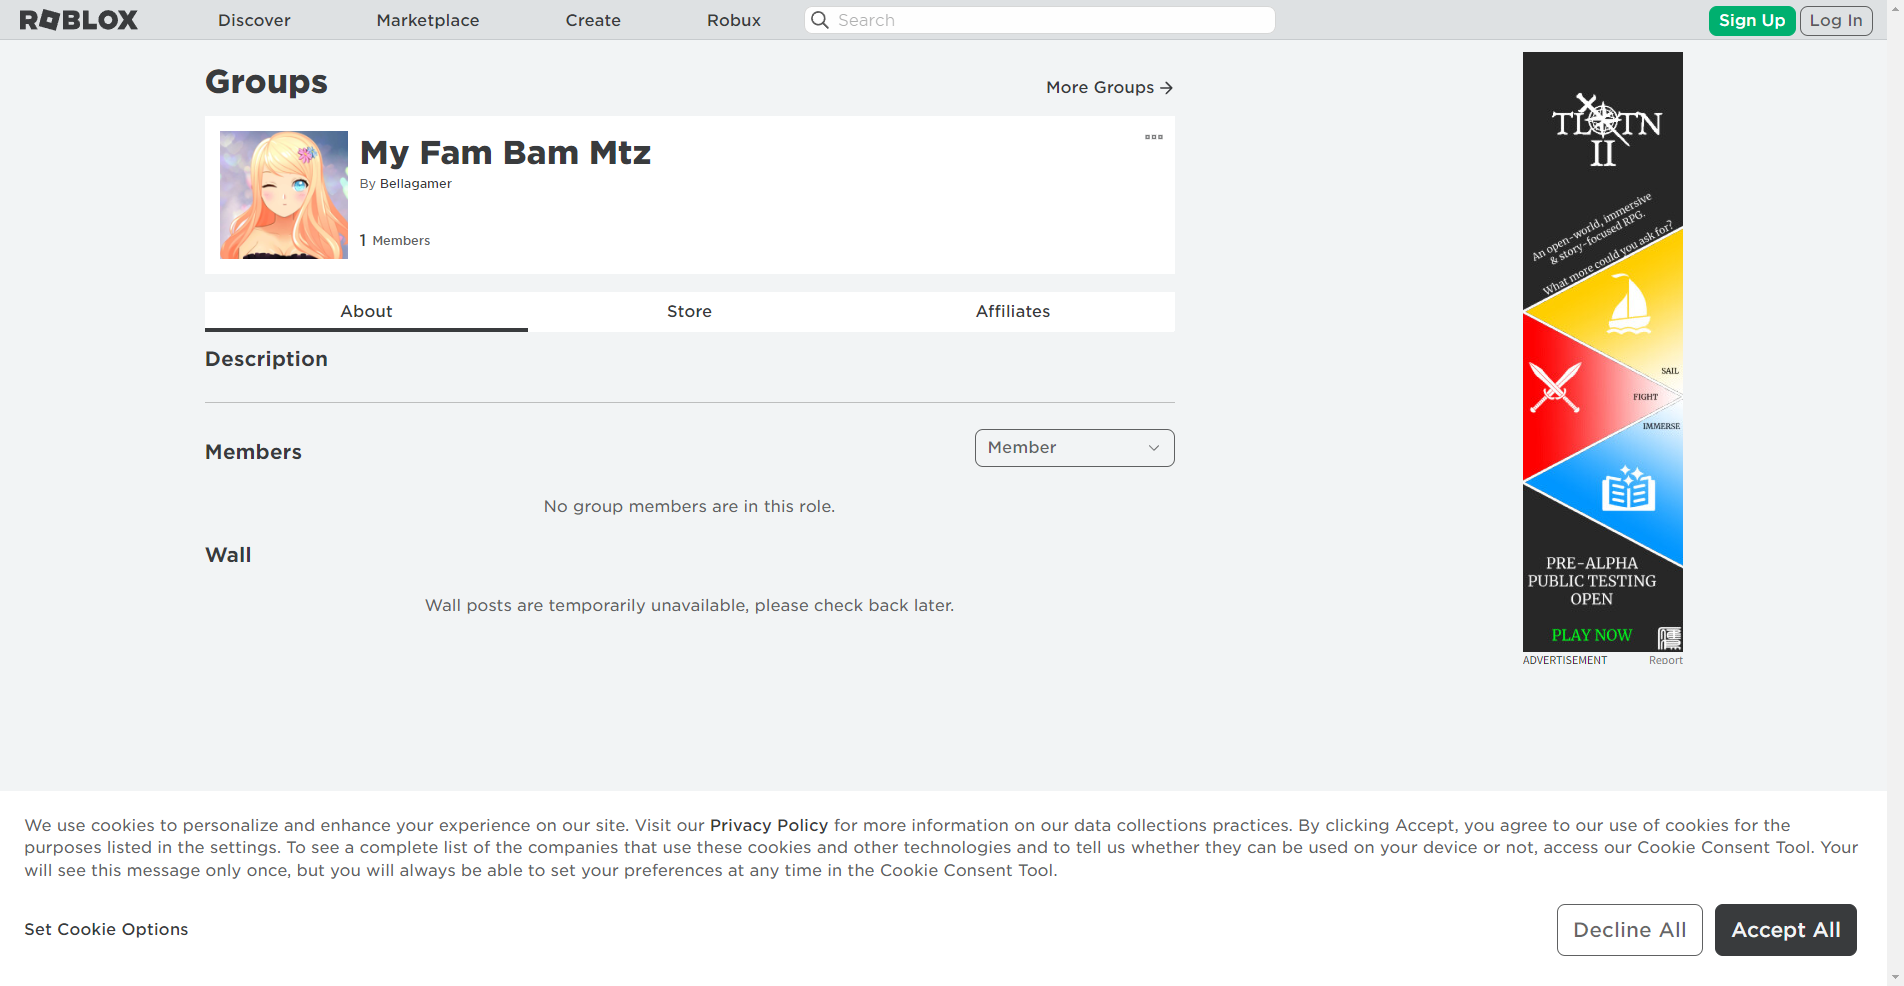 ROBLOX
Discover
Marketplace
Create
Robux
Search
Sign Up
Log In
Groups
More Groups
My Fam Bam Mtz
By Bellagamer
1 Members
About
Store
Affiliates
Description
Members
Member
No group members are in this role.
Wall
Wall posts are temporarily unavailable, please check back later.
TLOTN
II
An open-world, immersive
& story-focused RPG.
What more could you ask for?
SAIL
FIGHT
IMMERSE
PRE-ALPHA
PUBLIC TESTING
OPEN
PLAY NOW
ADVERTISEMENT
Report
We use cookies to personalize and enhance your experience on our site. Visit our Privacy Policy for more information on our data collections practices. By clicking Accept, you agree to our use of cookies for the
purposes listed in the settings. To see a complete list of the companies that use these cookies and other technologies and to tell us whether they can be used on your device or not, access our Cookie Consent Tool. Your
will see this message only once, but you will always be able to set your preferences at any time in the Cookie Consent Tool.
Set Cookie Options
Decline All
Accept All